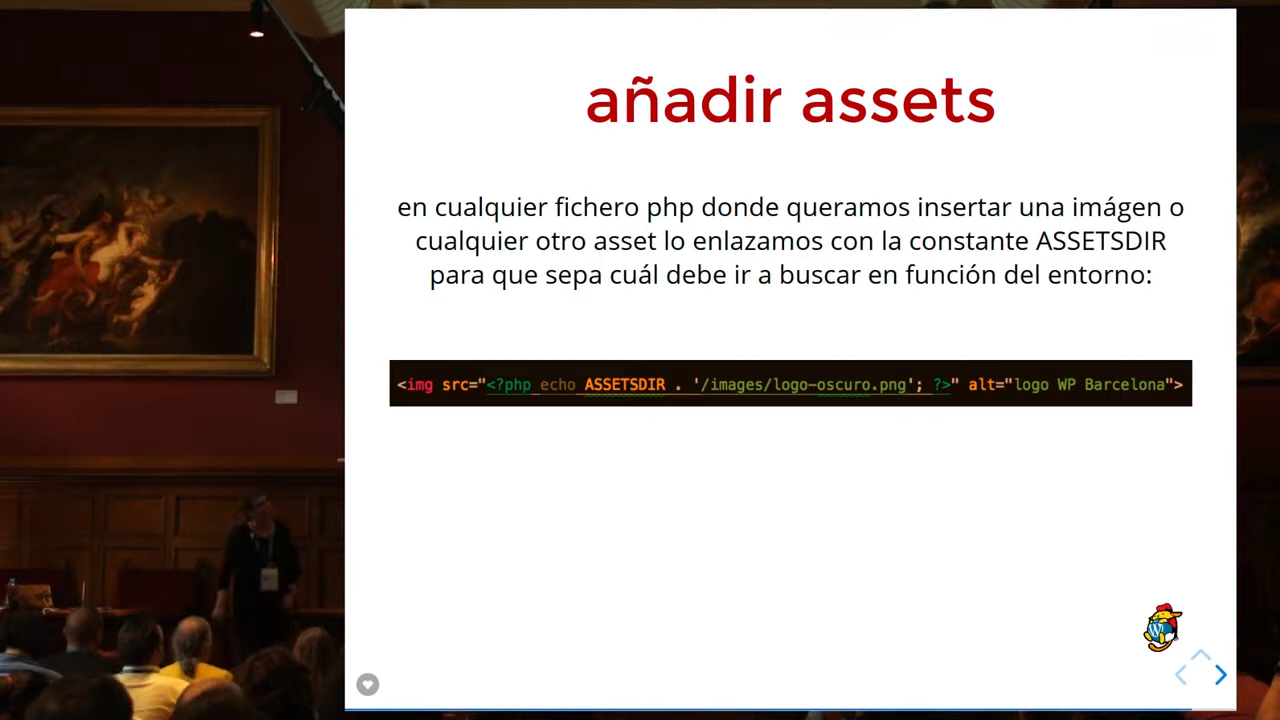 añadir assets
en cualquier fichero php donde queramos insertar una imágen o
cualquier otro asset lo enlazamos con la constante ASSETSDIR
para que sepa cuál debe ir a buscar en función del entorno:
<img src="<?php echo ASSETSDIR . '/images/logo-oscuro.png'; ?>" alt="logo WP Barcelona">